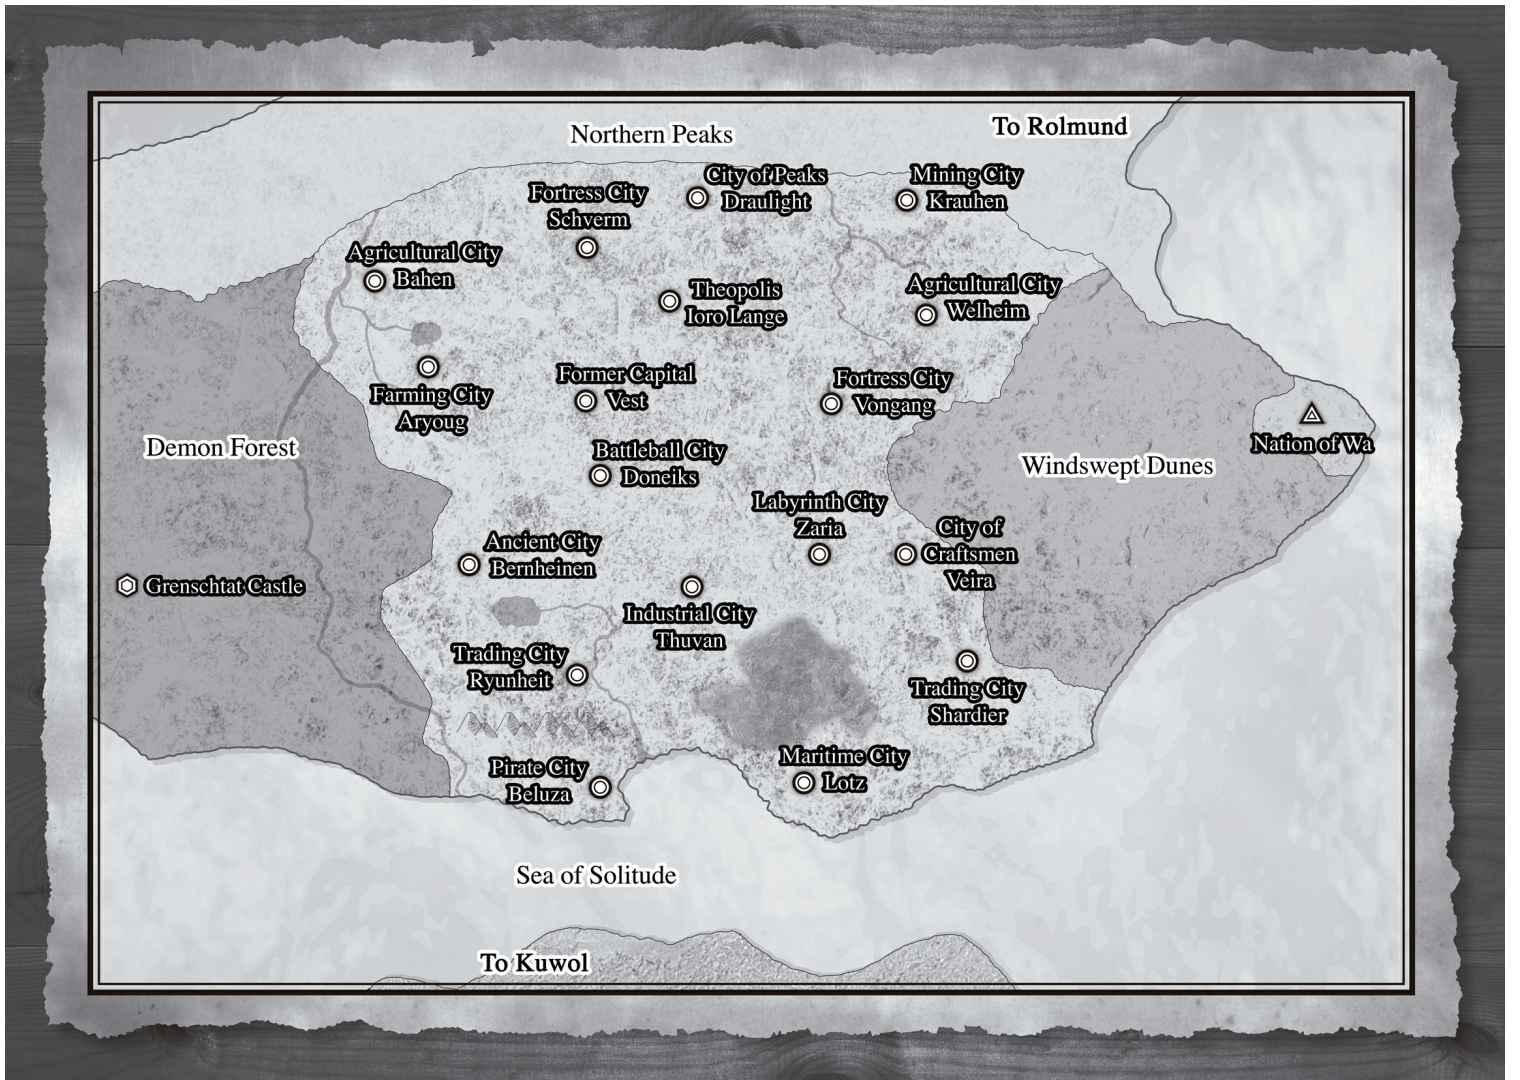 Northern Peaks
To Rolmund
City of Peaks
Draulight
Mining City
Krauhen
Fortress City
Schverm
Agricultural City
Bahen
Theopolis
Ioro Lange
Agricultural City
Welheim
Farming City
Aryoug
Former Capital
Vest
Fortress City
Vongang
Nation of Wa
Demon Forest
Battleball City
Doneiks
Windswept Dunes
Labyrinth City
Zaria
City of
Craftsmen
Veira
Ancient City
Bernheinen
Grenschtat Castle
Industrial City
Thuvan
Trading City
Ryunheit
Trading City
Shardier
Pirate City
Beluza
Maritime City
Lotz
Sea of Solitude
To Kuwol